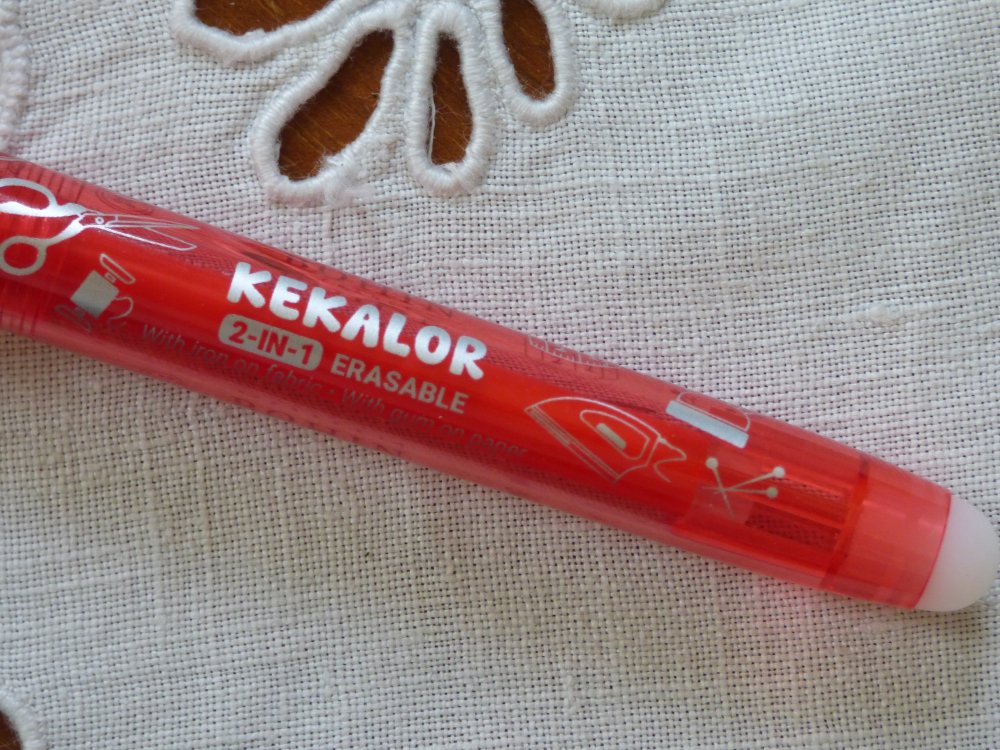 KEKALOR
2-IN-1 ERASABLE
With iron on fabric · With gum on paper